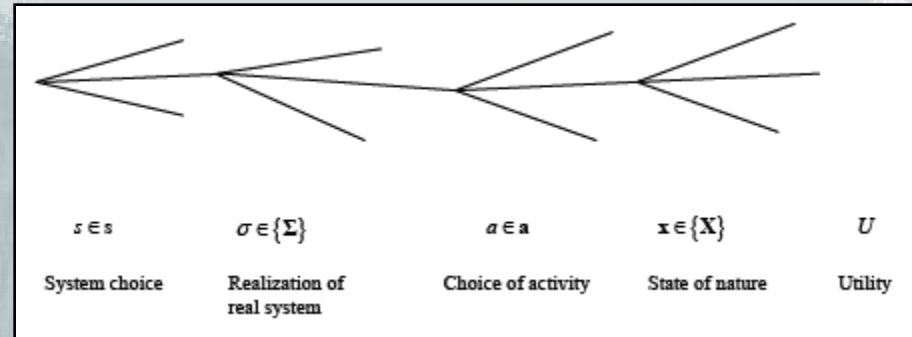 s ∈ s σ ∈ {Σ} a ∈ a x ∈ {X} U
System choice Realization of real system Choice of activity State of nature Utility